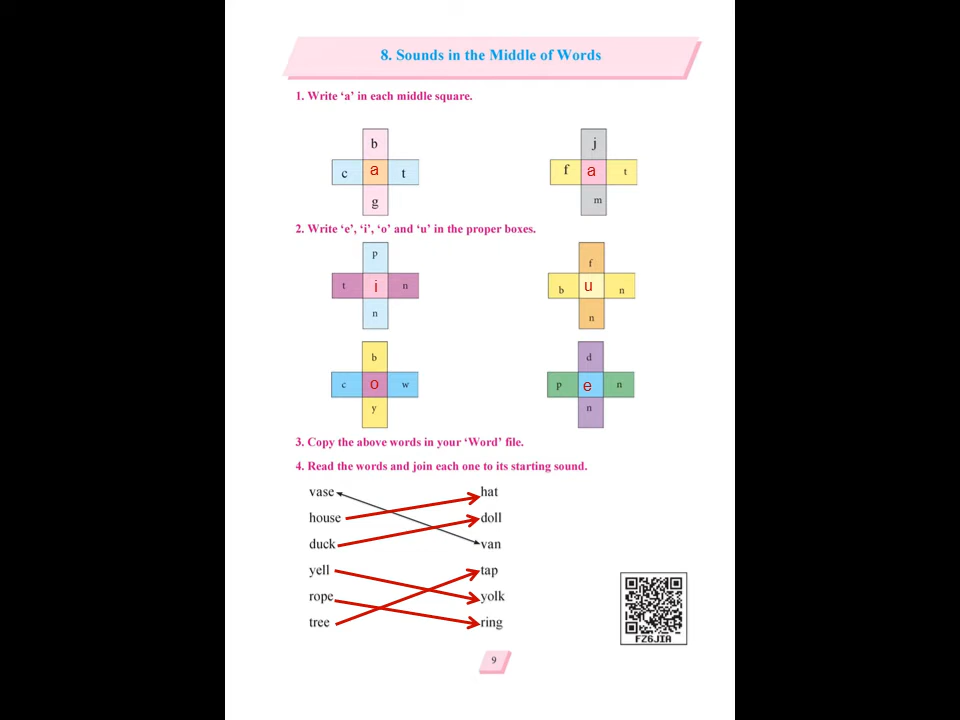 8. Sounds in the Middle of Words
1. Write ‘a’ in each middle square.
b
c a t
g
j
f a t
m
2. Write ‘e’, ‘i’, ‘o’ and ‘u’ in the proper boxes.
p
t i n
n
f
b u n
n
b
c o w
y
d
p e n
n
3. Copy the above words in your ‘Word’ file.
4. Read the words and join each one to its starting sound.
vase hat
house doll
duck van
yell tap
rope yolk
tree ring
FZ6JIA
9